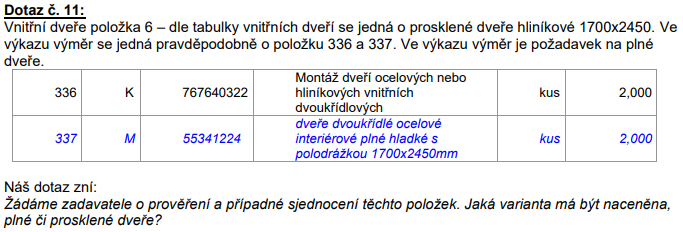 Dotaz č. 11:
Vnitřní dveře položka 6 – dle tabulky vnitřních dveří se jedná o prosklené dveře hliníkové 1700x2450. Ve
výkazu výměr se jedná pravděpodobně o položku 336 a 337. Ve výkazu výměr je požadavek na plné
dveře.
336 K 767640322 Montáž dveří ocelových nebo
hliníkových vnitřních
dvoukřídlových kus 2,000
337 M 55341224 dveře dvoukřídlé ocelové
interiérové plné hladké s
polodrážkou 1700x2450mm kus 2,000
Náš dotaz zní:
Žádáme zadavatele o prověření a případné sjednocení těchto položek. Jaká varianta má být naceněna,
plné či prosklené dveře?